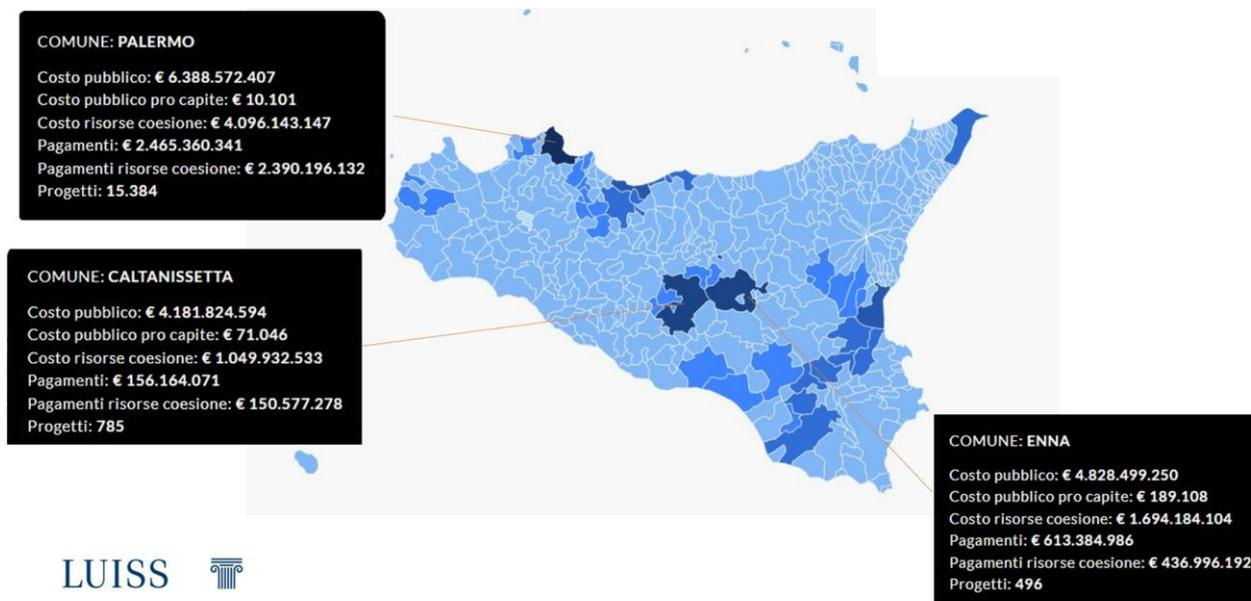 COMUNE: PALERMO
Costo pubblico: € 6.388.572.407
Costo pubblico pro capite: € 10.101
Costo risorse coesione: € 4.096.143.147
Pagamenti: € 2.465.360.341
Pagamenti risorse coesione: € 2.390.196.132
Progetti: 15.384
COMUNE: CALTANISSETTA
Costo pubblico: € 4.181.824.594
Costo pubblico pro capite: € 71.046
Costo risorse coesione: € 1.049.932.533
Pagamenti: € 156.164.071
Pagamenti risorse coesione: € 150.577.278
Progetti: 785
COMUNE: ENNA
Costo pubblico: € 4.828.499.250
Costo pubblico pro capite: € 189.108
Costo risorse coesione: € 1.694.184.104
Pagamenti: € 613.384.986
Pagamenti risorse coesione: € 436.996.192
Progetti: 496
LUISS